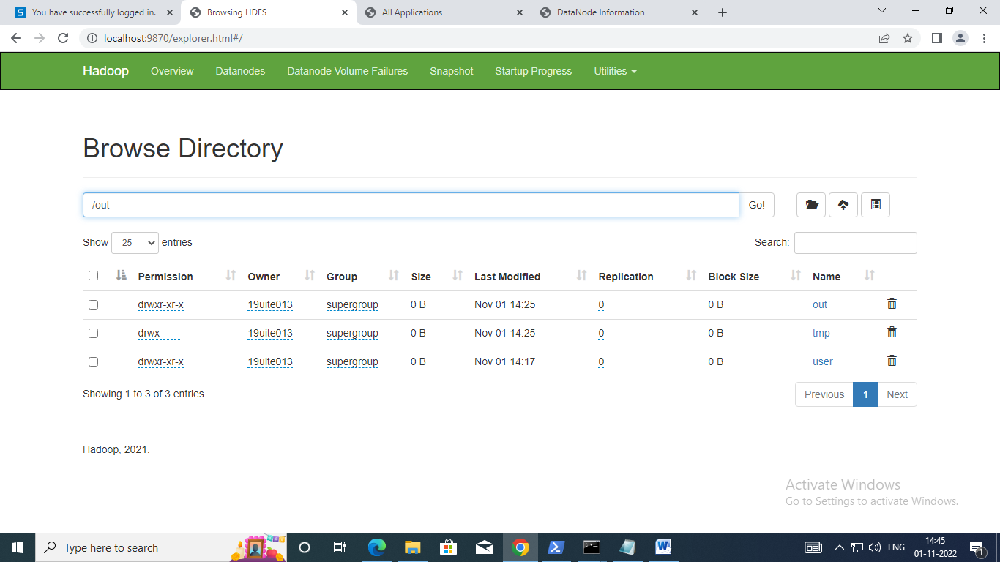 You have successfully logged in.
Browsing HDFS
All Applications
DataNode Information
localhost:9870/explorer.html#/
Hadoop Overview Datanodes Datanode Volume Failures Snapshot Startup Progress Utilities
Browse Directory
/out Go!
Show 25 entries Search:
Permission Owner Group Size Last Modified Replication Block Size Name
drwxr-xr-x 19uite013 supergroup 0 B Nov 01 14:25 0 0 B out
drwx------ 19uite013 supergroup 0 B Nov 01 14:25 0 0 B tmp
drwxr-xr-x 19uite013 supergroup 0 B Nov 01 14:17 0 0 B user
Showing 1 to 3 of 3 entries Previous 1 Next
Hadoop, 2021.
Activate Windows
Go to Settings to activate Windows.
Type here to search
ENG
14:45
01-11-2022
1